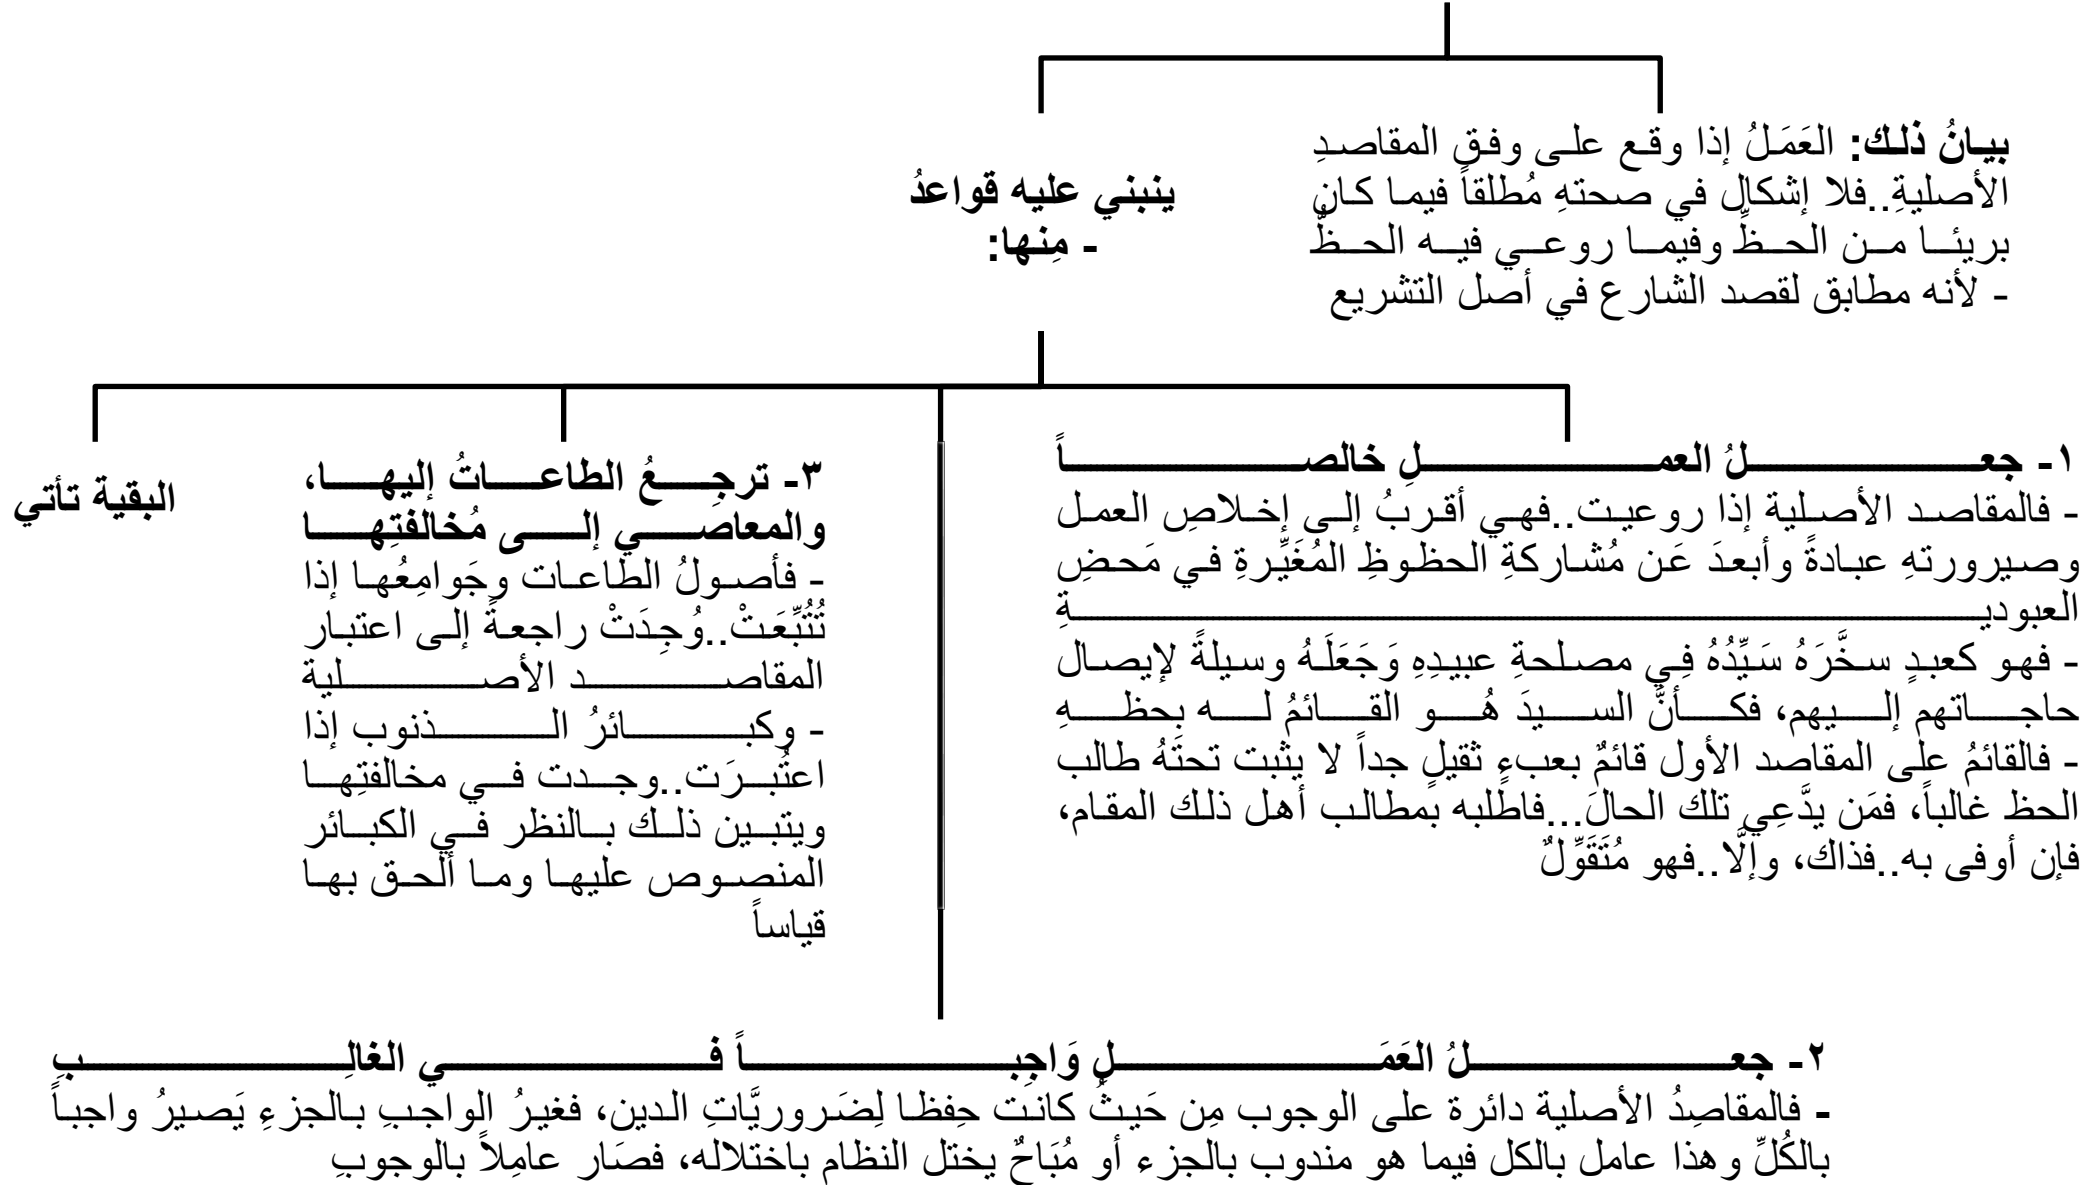 بيانُ ذلك: العَمَلُ إذا وقع على وفق المقاصدِ
الأصليةِ..فلا إشكال في صحتهِ مُطلقاً فيما كان
بريئا من الحظِّ وفيما روعي فيه الحظُّ
- لأنه مطابق لقصد الشارع في أصل التشريع
ينبني عليه قواعدُ
- مِنها:
١- جعلُ العملِ خالصاً
- فالمقاصد الأصلية إذا روعيت..فهي أقربُ إلى إخلاصِ العمل
وصيرورتهِ عبادةً وأبعدَ عَن مُشاركةِ الحظوظِ المُغَيِّرةِ في مَحضِ
العبوديةِ
- فهو كعبدٍ سخَّرَهُ سَيِّدُهُ فِي مصلحةِ عبيدِهِ وَجَعَلَهُ وسيلةً لإيصال
حاجاتهم إليهم، فكأنَّ السيدَ هُو القائمُ له بِحظهِ
- فالقائمُ على المقاصد الأول قائمٌ بعبءٍ ثقيلٍ جداً لا يثبت تحتَهُ طالب
الحظ غالباً، فمَن يدَّعِي تلك الحالَ...فاطلبه بمطالب أهل ذلك المقام،
فإن أوفى به..فذاك، وإلَّا..فهو مُتَقَوِّلٌ
٣- ترجِعُ الطاعاتُ إليها،
والمعاصي إلى مُخالفتِها
- فأصولُ الطاعات وجَوامِعُها إذا
تُتُبِّعَتْ..وُجِدَتْ راجعةً إلى اعتبار
المقاصد الأصلية
- وكبائرُ الذنوب إذا
اعتُبرَت..وجدت في مخالفتِها
ويتبين ذلك بالنظر في الكبائر
المنصوص عليها وما ألحق بها
قياساً
البقية تأتي
٢- جعلُ العَمَلِ وَاجِباً في الغالِبِ
- فالمقاصِدُ الأصلية دائرة على الوجوب مِن حَيثُ كانت حِفظا لِضَروريَّاتِ الدين، فغيرُ الواجبِ بالجزءِ يَصيرُ واجباً
بالكُلِّ وهذا عامل بالكل فيما هو مندوب بالجزء أو مُبَاحٌ يختل النظام باختلاله، فصَار عامِلاً بالوجوبِ